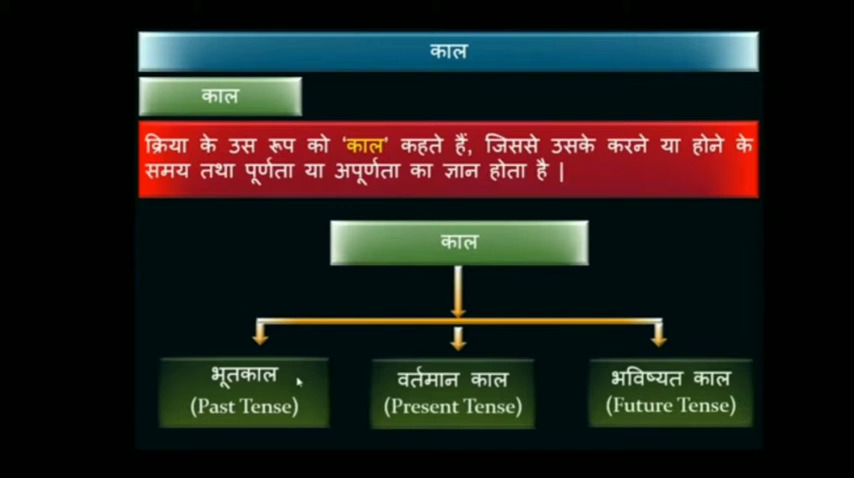 काल
काल
क्रिया के उस रूप को ‘काल’ कहते हैं, जिससे उसके करने या होने के
समय तथा पूर्णता या अपूर्णता का ज्ञान होता है |
काल
भूतकाल
(Past Tense)
वर्तमान काल
(Present Tense)
भविष्यत काल
(Future Tense)